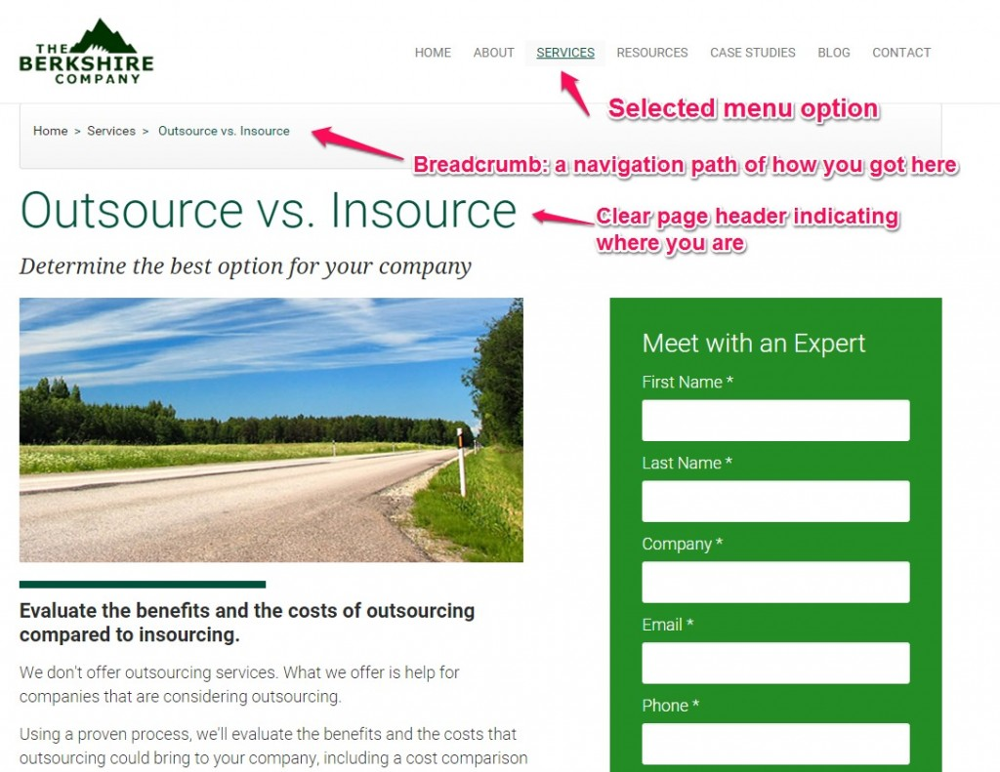 THE
BERKSHIRE
COMPANY
HOME ABOUT SERVICES RESOURCES CASE STUDIES BLOG CONTACT
Selected menu option
Home > Services > Outsource vs. Insource
Breadcrumb: a navigation path of how you got here
Outsource vs. Insource
Clear page header indicating
where you are
Determine the best option for your company
Meet with an Expert
First Name *
Last Name *
Company *
Email *
Phone *
Evaluate the benefits and the costs of outsourcing
compared to insourcing.
We don't offer outsourcing services. What we offer is help for
companies that are considering outsourcing.
Using a proven process, we'll evaluate the benefits and the costs that
outsourcing could bring to your company, including a cost comparison